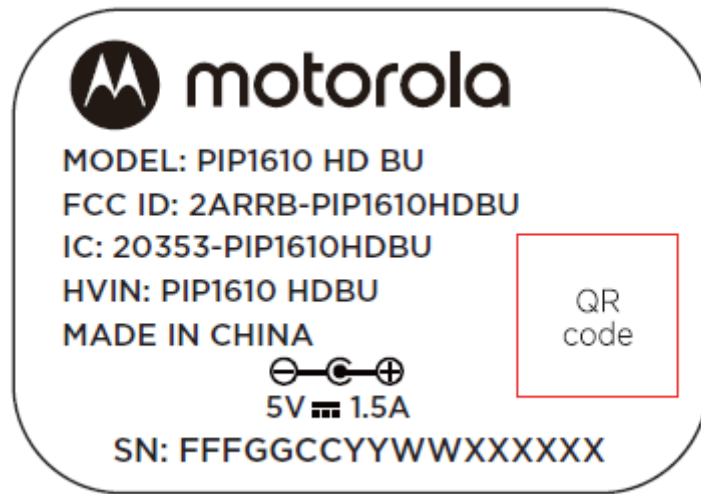 motorola
MODEL: PIP1610 HD BU
FCC ID: 2ARRB-PIP1610HDBU
IC: 20353-PIP1610HDBU
HVIN: PIP1610 HDBU
MADE IN CHINA
QR
code
5V ⎓ 1.5A
SN: FFFGGCCYYWWXXXXXX